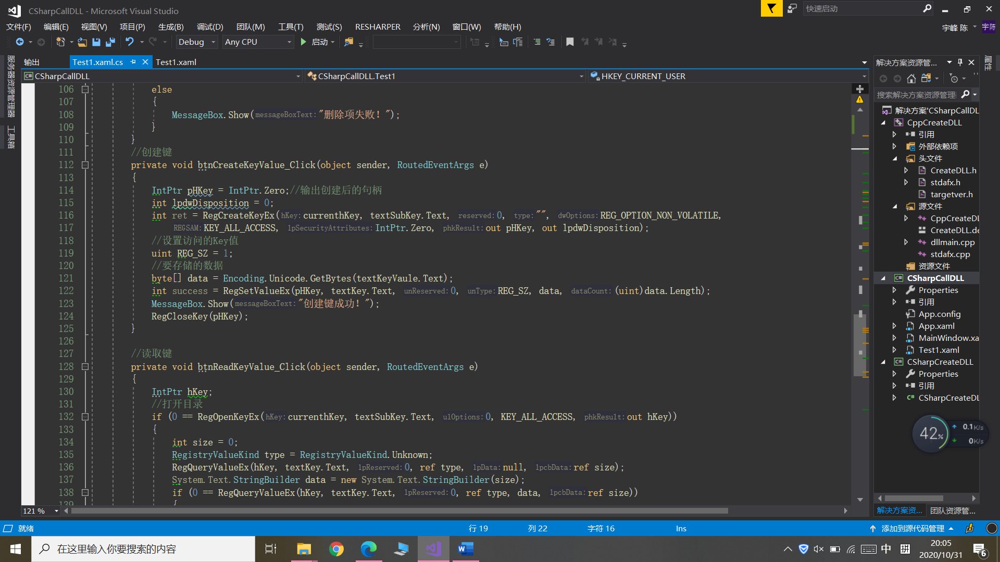 CSharpCallDLL - Microsoft Visual Studio
快速启动
文件(F) 编辑(E) 视图(V) 项目(P) 生成(B) 调试(D) 团队(M) 工具(T) 测试(S) RESHARPER 分析(N) 窗口(W) 帮助(H)
宇峰 陈 宇陈
Debug Any CPU 启动
服务器资源管理器
工具箱
输出 Test1.xaml.cs Test1.xaml
CSharpCallDLL CSharpCallDLL.Test1 HKEY_CURRENT_USER
106 else
107 {
108 MessageBox.Show(messageBoxText:"删除项失败！");
109 }
110 }
111 //创建键
112 private void btnCreateKeyValue_Click(object sender, RoutedEventArgs e)
113 {
114 IntPtr pHKey = IntPtr.Zero;//输出创建后的句柄
115 int lpdwDisposition = 0;
116 int ret = RegCreateKeyEx(hKey:currenthKey, textSubKey.Text, reserved:0, type:"", dwOptions:REG_OPTION_NON_VOLATILE,
117 REGSAM:KEY_ALL_ACCESS, lpSecurityAttributes:IntPtr.Zero, phkResult:out pHKey, out lpdwDisposition);
118 //设置访问的Key值
119 uint REG_SZ = 1;
120 //要存储的数据
121 byte[] data = Encoding.Unicode.GetBytes(textKeyVaule.Text);
122 int success = RegSetValueEx(pHKey, textKey.Text, unReserved:0, unType:REG_SZ, data, dataCount:(uint)data.Length);
123 MessageBox.Show(messageBoxText:"创建键成功！");
124 RegCloseKey(pHKey);
125 }
126
127 //读取键
128 private void btnReadKeyValue_Click(object sender, RoutedEventArgs e)
129 {
130 IntPtr hKey;
131 //打开目录
132 if (0 == RegOpenKeyEx(hKey:currenthKey, textSubKey.Text, ulOptions:0, KEY_ALL_ACCESS, phkResult:out hKey))
133 {
134 int size = 0;
135 RegistryValueKind type = RegistryValueKind.Unknown;
136 RegQueryValueEx(hKey, textKey.Text, lpReserved:0, ref type, lpData:null, lpcbData:ref size);
137 System.Text.StringBuilder data = new System.Text.StringBuilder(size);
138 if (0 == RegQueryValueEx(hKey, textKey.Text, lpReserved:0, ref type, data, lpcbData:ref size))
139 {
121 %
解决方案资源管...
属性
搜索解决方案资源管理
解决方案'CSharpCallDL
CppCreateDLL
引用
外部依赖项
头文件
CreateDLL.h
stdafx.h
targetver.h
源文件
CppCreateDL
CreateDLL.de
dllmain.cpp
stdafx.cpp
资源文件
CSharpCallDLL
Properties
引用
App.config
App.xaml
MainWindow.xa
Test1.xaml
CSharpCreateDLL
Properties
引用
C# CSharpCreateDL
42% 0.1K/s
0K/s
解决方案资... 团队资源管...
就绪 行 19 列 22 字符 16 Ins 添加到源代码管理
在这里输入你要搜索的内容
中 拼
20:05
2020/10/31
6